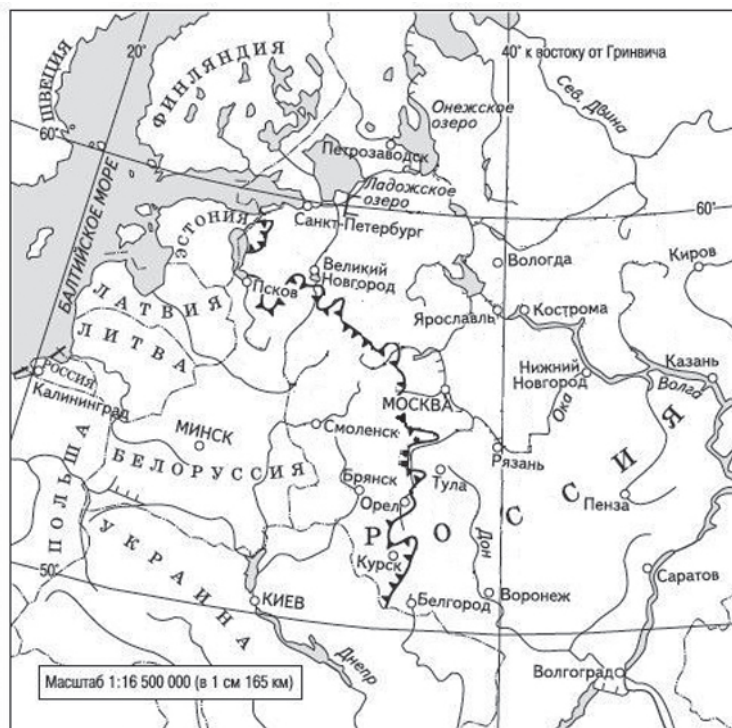 20°
40° к востоку от Гринвича
ШВЕЦИЯ
ФИНЛЯНДИЯ
Сев. Двина
Онежское
озеро
60°
Петрозаводск
Ладожское
озеро
БАЛТИЙСКОЕ МОРЕ
Санкт-Петербург
60°
ЭСТОНИЯ
Вологда
Киров
Великий
Новгород
Псков
ЛАТВИЯ
Ярославль
Кострома
ЛИТВА
Нижний
Новгород
Казань
Волга
РОССИЯ
Калининград
МОСКВА
Ока
МИНСК
Смоленск
Рязань
БЕЛОРУССИЯ
Тула
ПОЛЬША
Брянск
Орел
Пенза
РОССИЯ
Дон
УКРАИНА
50°
Курск
Саратов
КИЕВ
Белгород
Воронеж
Днепр
Волгоград
Масштаб 1:16 500 000 (в 1 см 165 км)